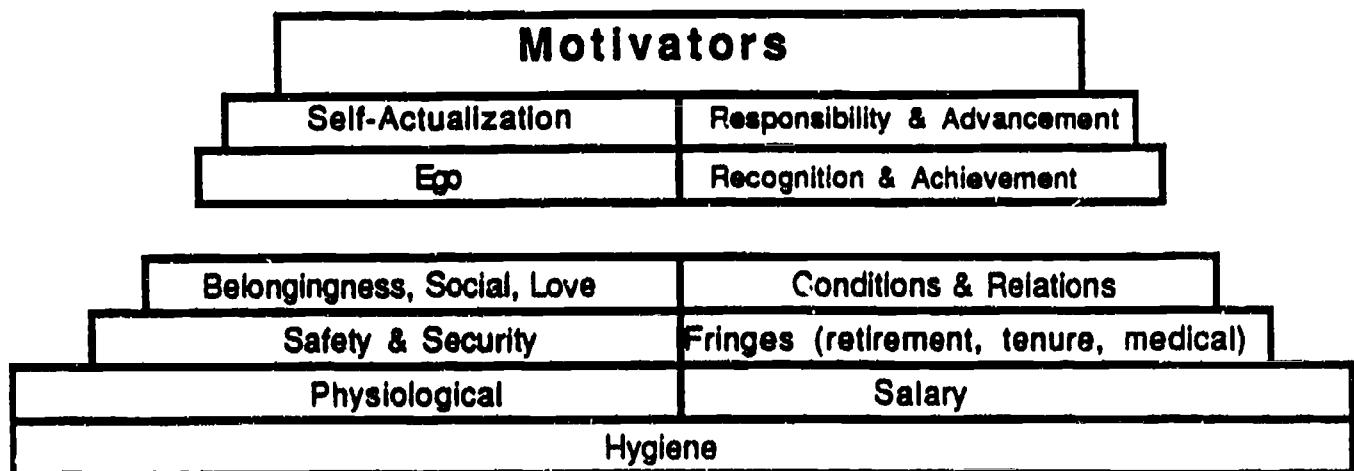 Motivators
Self-Actualization Responsibility & Advancement
Ego Recognition & Achievement
Belongingness, Social, Love Conditions & Relations
Safety & Security Fringes (retirement, tenure, medical)
Physiological Salary
Hygiene